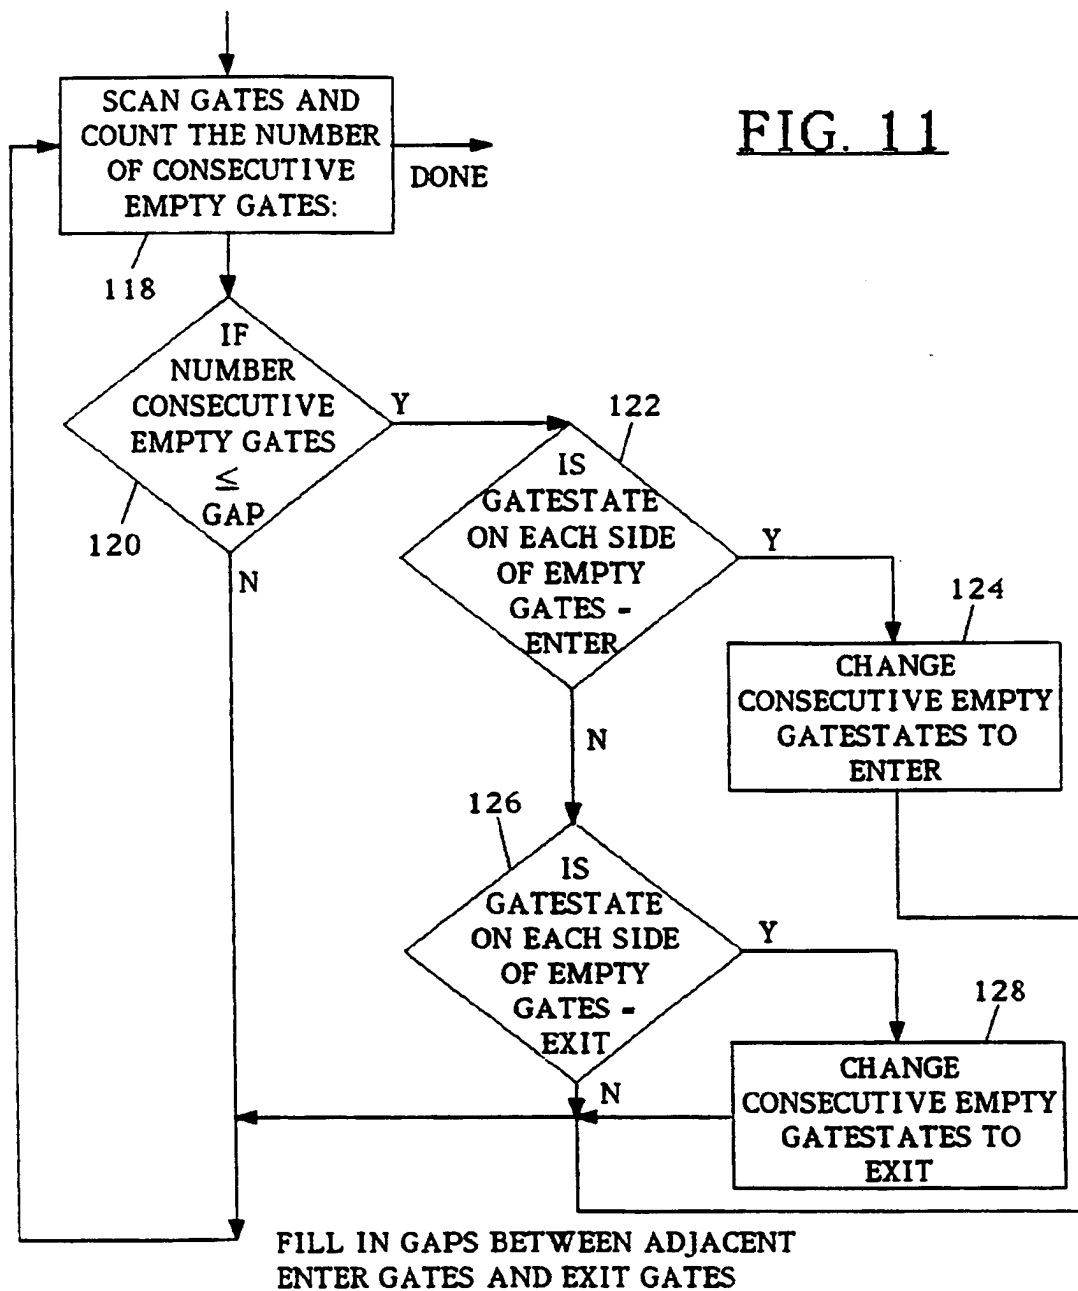 SCAN GATES AND
COUNT THE NUMBER
OF CONSECUTIVE
EMPTY GATES:
DONE
FIG. 11
118
IF
NUMBER
CONSECUTIVE
EMPTY GATES
≤
GAP
Y
120
N
122
IS
GATESTATE
ON EACH SIDE
OF EMPTY
GATES -
ENTER
Y
124
CHANGE
CONSECUTIVE EMPTY
GATESTATES TO
ENTER
N
126
IS
GATESTATE
ON EACH SIDE
OF EMPTY
GATES -
EXIT
Y
128
CHANGE
CONSECUTIVE EMPTY
GATESTATES TO
EXIT
N
FILL IN GAPS BETWEEN ADJACENT
ENTER GATES AND EXIT GATES